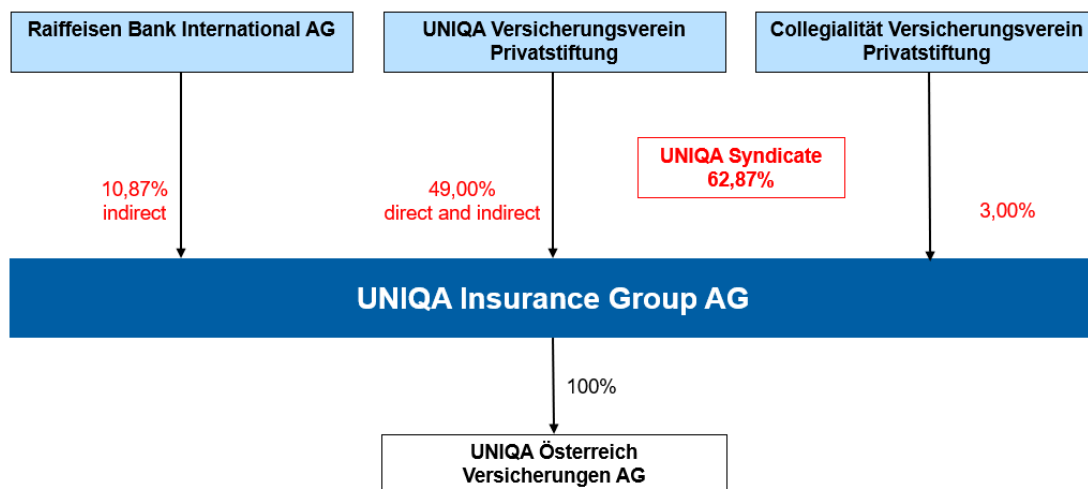 Raiffeisen Bank International AG
UNIQA Versicherungsverein
Privatstiftung
Collegialität Versicherungsverein
Privatstiftung
UNIQA Syndicate
62,87%
10,87%
indirect
49,00%
direct and indirect
3,00%
UNIQA Insurance Group AG
100%
UNIQA Österreich
Versicherungen AG